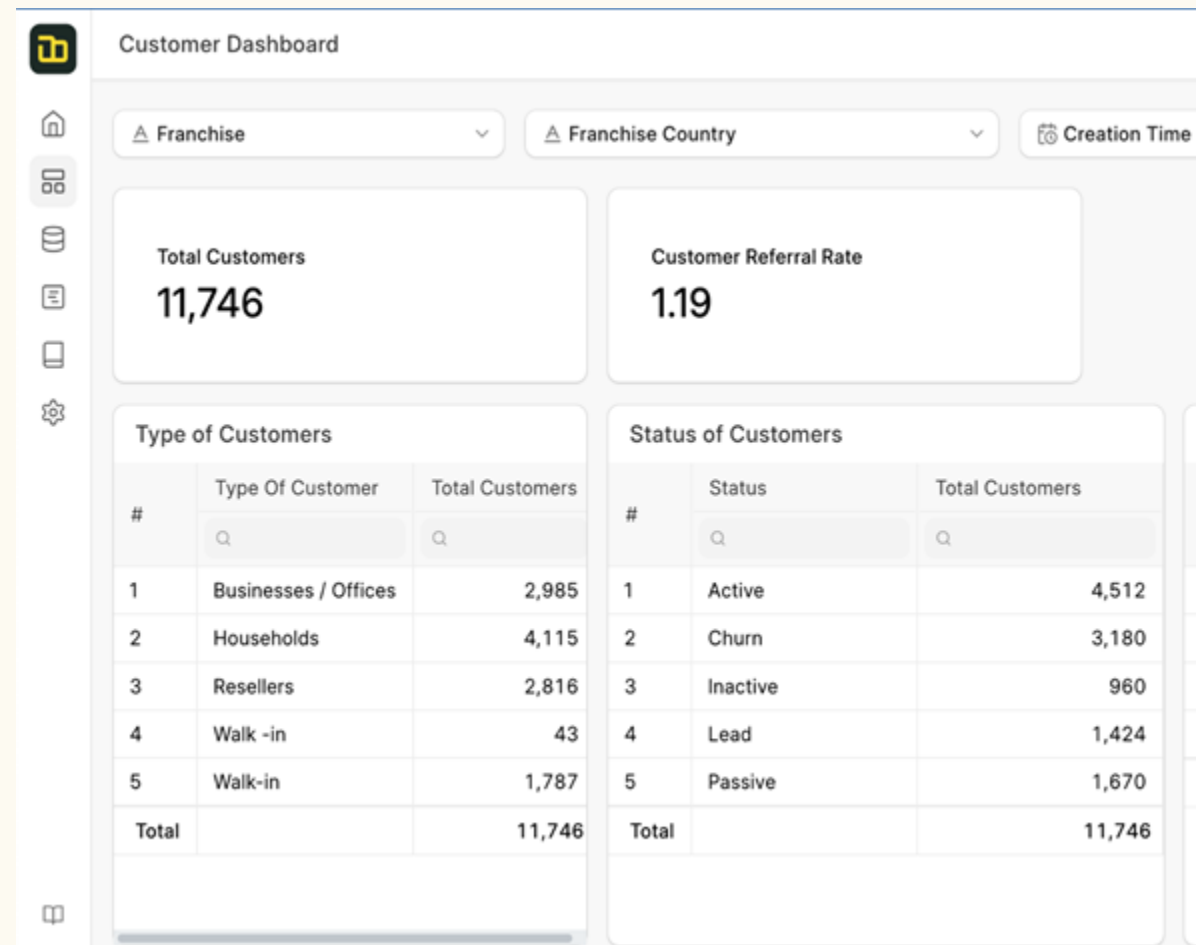 Customer Dashboard
Franchise
Franchise Country
Creation Time
Total Customers
11,746
Customer Referral Rate
1.19
Type of Customers
# Type Of Customer Total Customers
1 Businesses / Offices 2,985
2 Households 4,115
3 Resellers 2,816
4 Walk -in 43
5 Walk-in 1,787
Total 11,746
Status of Customers
# Status Total Customers
1 Active 4,512
2 Churn 3,180
3 Inactive 960
4 Lead 1,424
5 Passive 1,670
Total 11,746